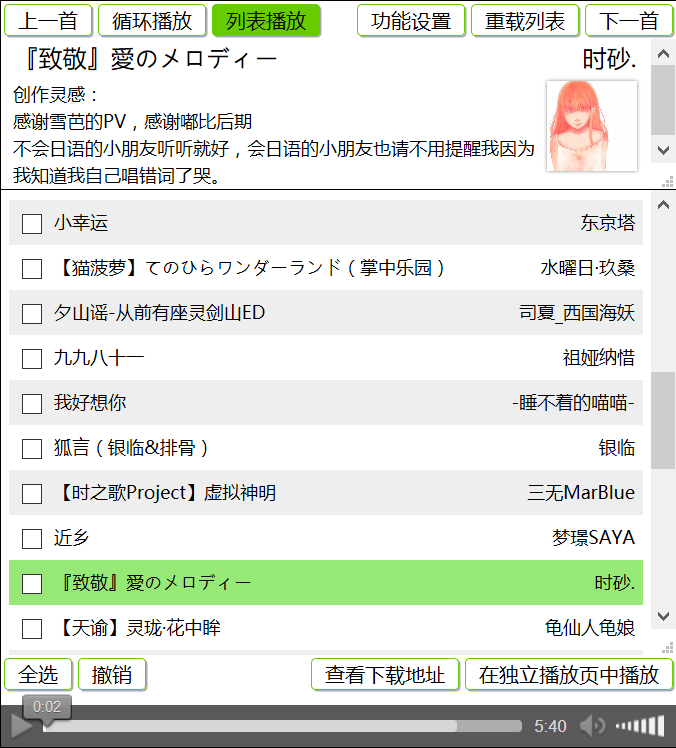 上一首 循环播放 列表播放 功能设置 重载列表 下一首
『致敬』愛のメロディー 时砂.
创作灵感：
感谢雪芭的PV，感谢嘟比后期
不会日语的小朋友听听就好，会日语的小朋友也请不用提醒我因为
我知道我自己唱错词了哭。
小幸运 东京塔
【猫菠萝】てのひらワンダーランド（掌中乐园） 水曜日·玖桑
夕山谣-从前有座灵剑山ED 司夏_西国海妖
九九八十一 祖娅纳惜
我好想你 -睡不着的喵喵-
狐言（银临&排骨） 银临
【时之歌Project】虚拟神明 三无MarBlue
近乡 梦璟SAYA
『致敬』愛のメロディー 时砂.
【天谕】灵珑·花中眸 龟仙人龟娘
全选 撤销 查看下载地址 在独立播放页中播放
0:02
5:40